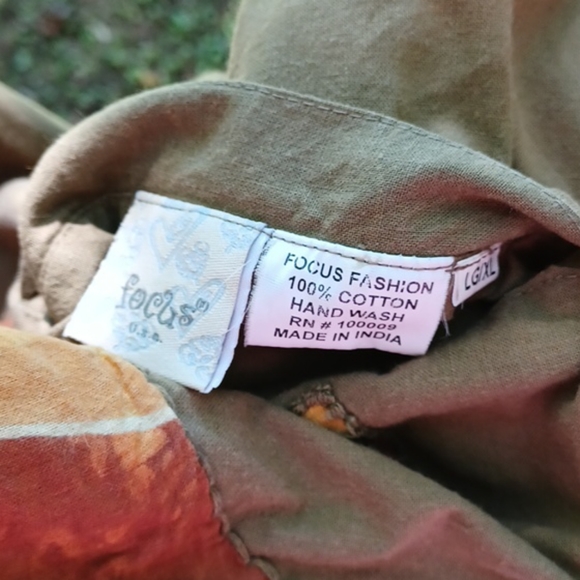 focus
U.S.A.
FOCUS FASHION
100% COTTON
HAND WASH
RN # 100009
MADE IN INDIA
LG/XL